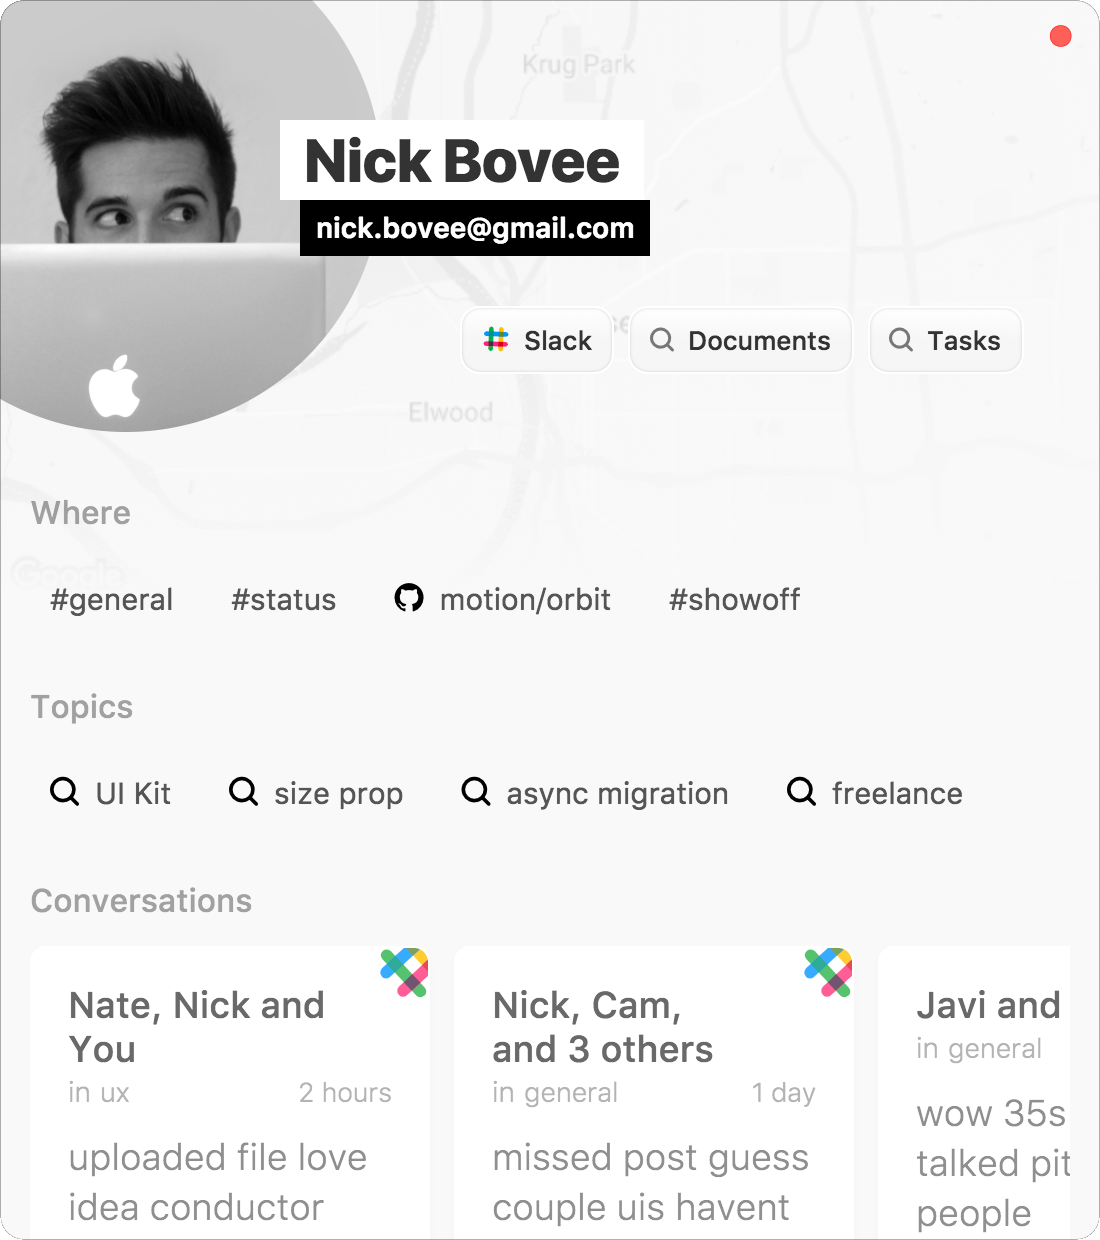 Krug Park
Nick Bovee
nick.bovee@gmail.com
Slack
Documents
Tasks
Elwood
Where
Google
#general
#status
motion/orbit
#showoff
Topics
UI Kit
size prop
async migration
freelance
Conversations
Nate, Nick and
You
in ux
2 hours
uploaded file love
idea conductor
Nick, Cam,
and 3 others
in general
1 day
missed post guess
couple uis havent
Javi and
in general
wow 35s
talked pit
people